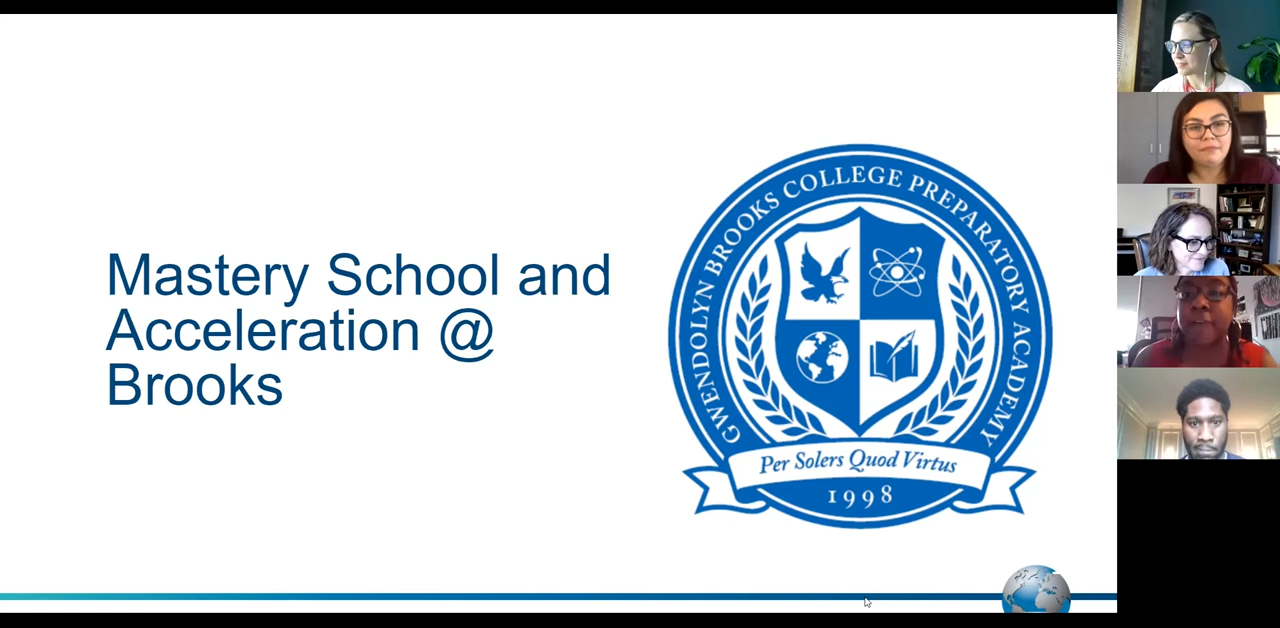 Mastery School and
Acceleration @
Brooks
GWENDOLYN BROOKS COLLEGE PREPARATORY ACADEMY
Per Solers Quod Virtus
1998